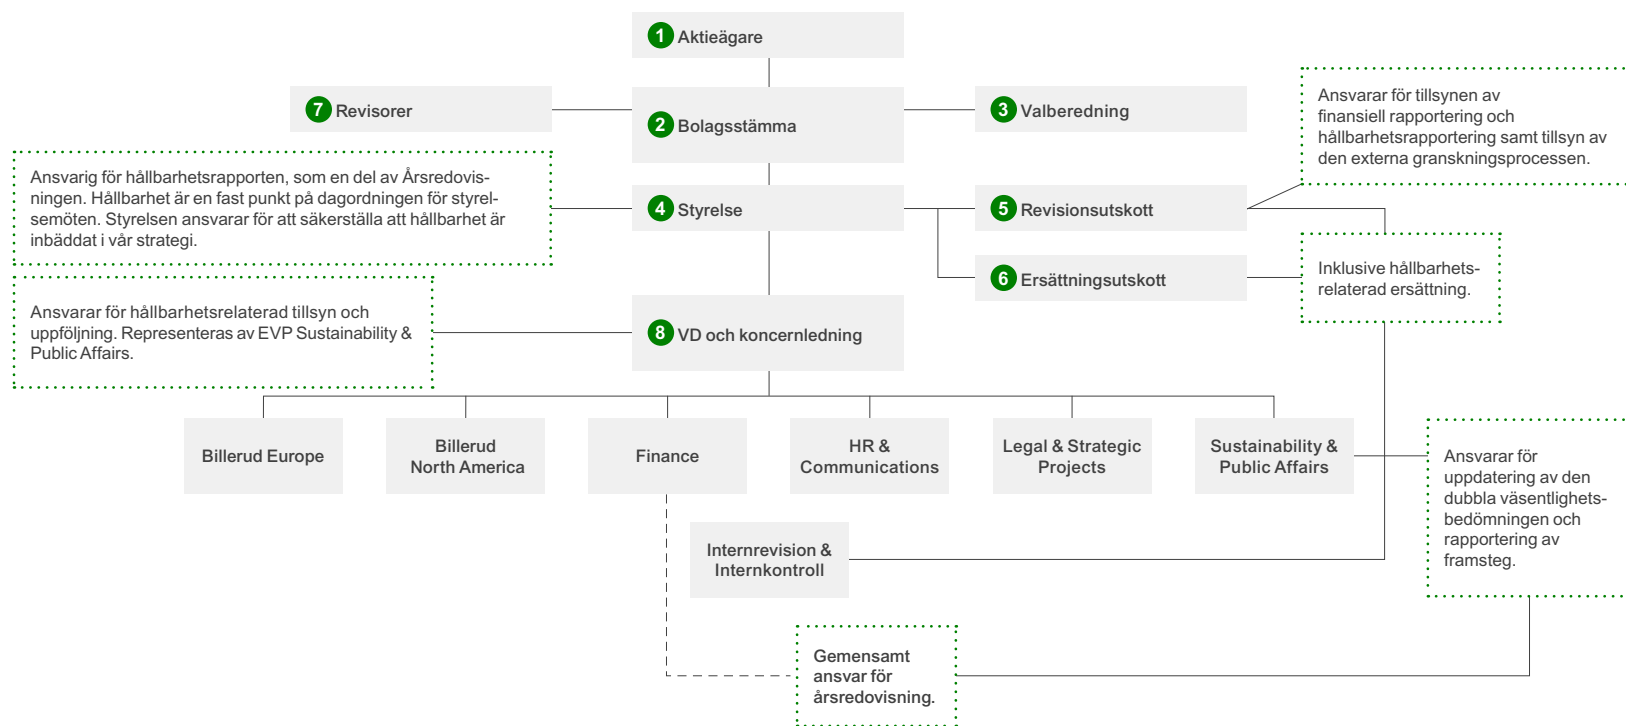 1 Aktieägare
7 Revisorer
2 Bolagsstämma
3 Valberedning
Ansvarar för tillsynen av
finansiell rapportering och
hållbarhetsrapportering samt tillsyn av
den externa granskningsprocessen.
Ansvarig för hållbarhetsrapporten, som en del av Årsredovis-
ningen. Hållbarhet är en fast punkt på dagordningen för styrel-
semöten. Styrelsen ansvarar för att säkerställa att hållbarhet är
inbäddat i vår strategi.
4 Styrelse
5 Revisionsutskott
6 Ersättningsutskott
Inklusive hållbarhets-
relaterad ersättning.
Ansvarar för hållbarhetsrelaterad tillsyn och
uppföljning. Representeras av EVP Sustainability &
Public Affairs.
8 VD och koncernledning
Billerud Europe
Billerud
North America
Finance
HR &
Communications
Legal & Strategic
Projects
Sustainability &
Public Affairs
Ansvarar för
uppdatering av den
dubbla väsentlighets-
bedömningen och
rapportering av
framsteg.
Internrevision &
Internkontroll
Gemensamt
ansvar för
årsredovisning.